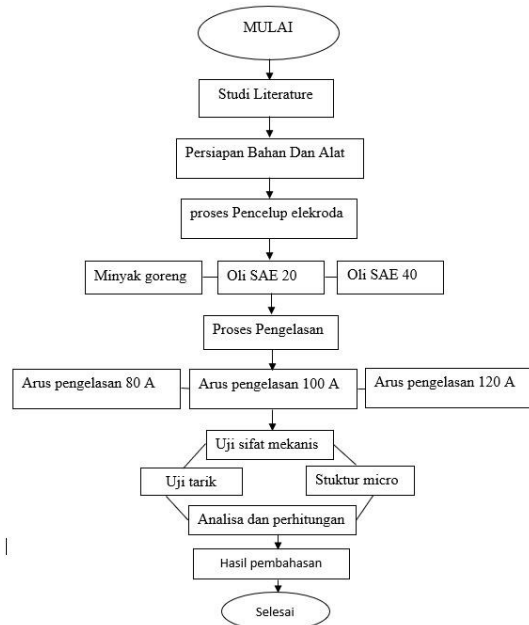 MULAI
Studi Literature
Persiapan Bahan Dan Alat
proses Pencelup elekroda
Minyak goreng
Oli SAE 20
Oli SAE 40
Proses Pengelasan
Arus pengelasan 80 A
Arus pengelasan 100 A
Arus pengelasan 120 A
Uji sifat mekanis
Uji tarik
Stuktur micro
Analisa dan perhitungan
Hasil pembahasan
Selesai